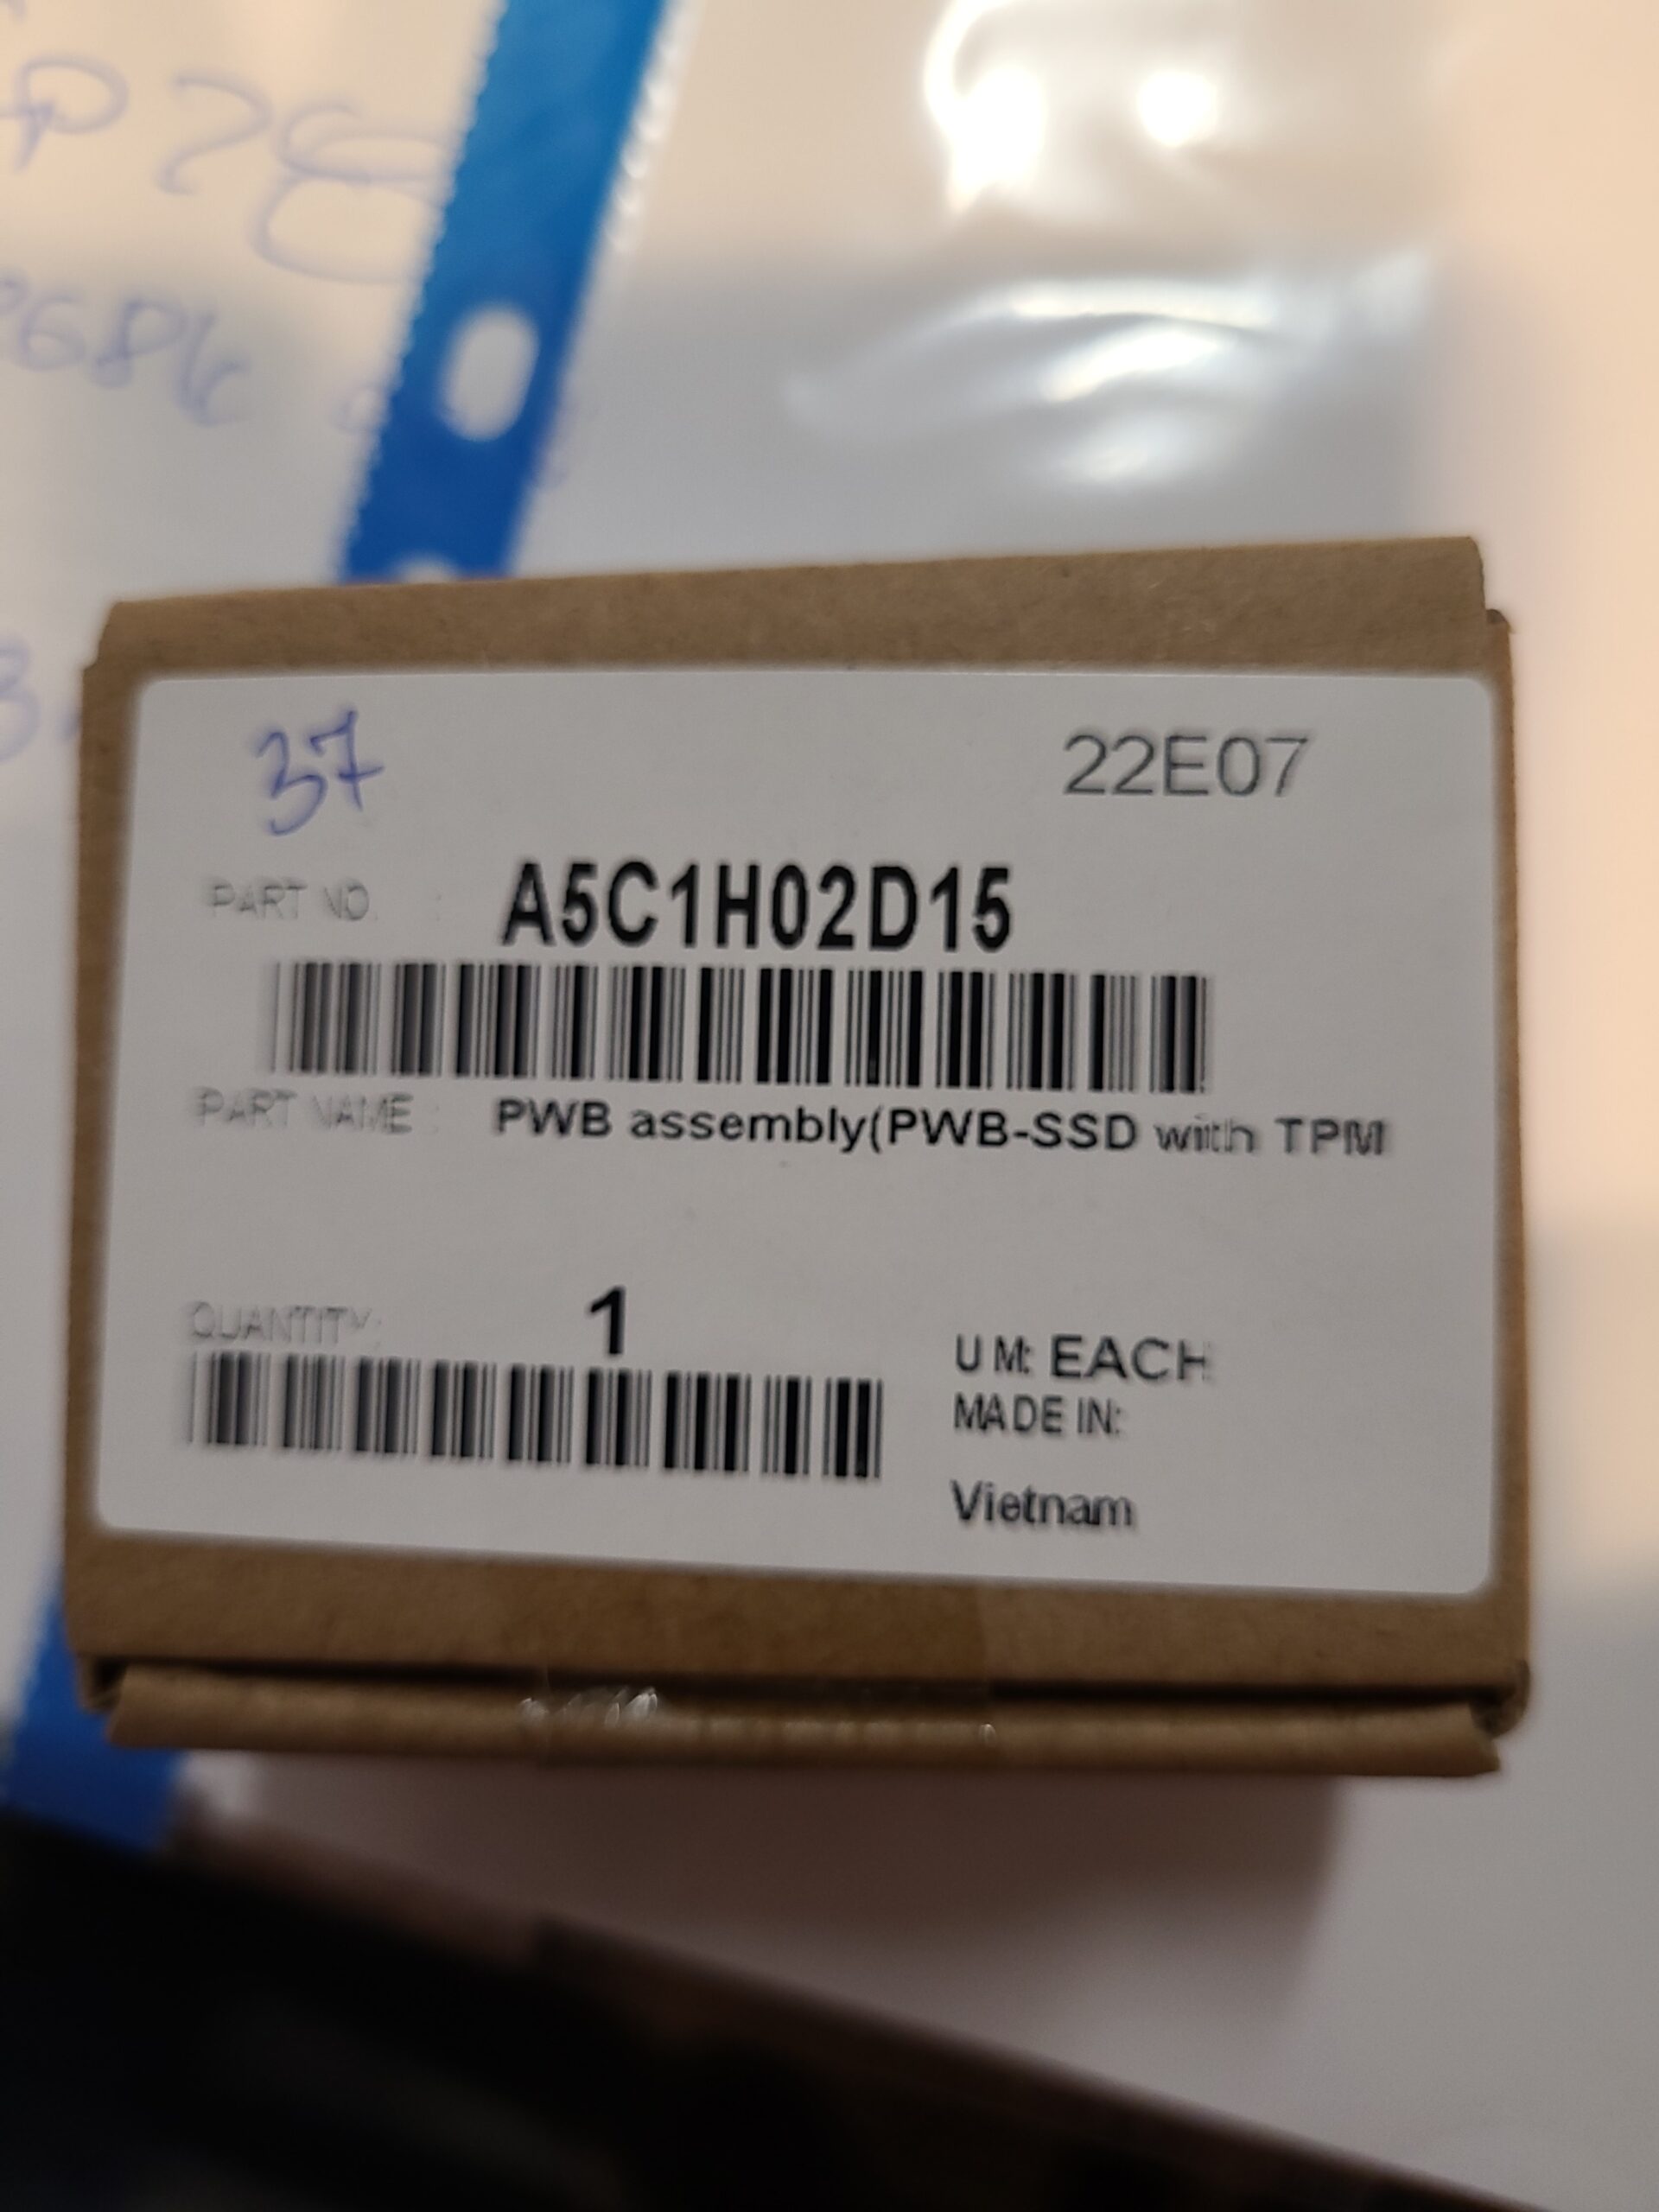 37
22E07
PART NO. : A5C1H02D15
PART NAME : PWB assembly(PWB-SSD with TPM
QUANTITY: 1
U M: EACH
MADE IN:
Vietnam